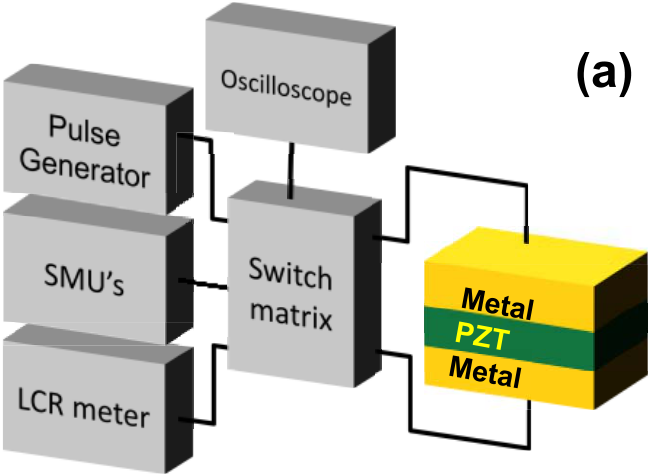 (a)
Oscilloscope
Pulse
Generator
SMU's
LCR meter
Switch
matrix
Metal
PZT
Metal